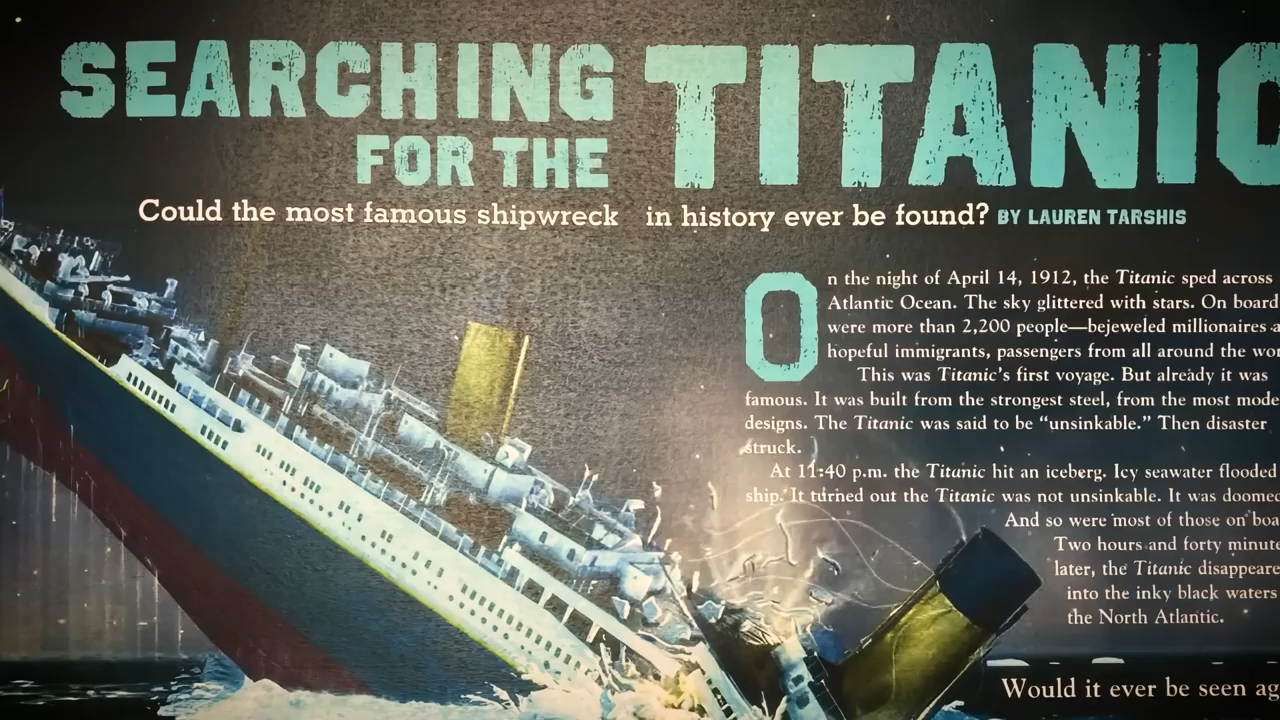 SEARCHING TITANIC
FOR THE
Could the most famous shipwreck in history ever be found? BY LAUREN TARSHIS
On the night of April 14, 1912, the Titanic sped across
Atlantic Ocean. The sky glittered with stars. On board
were more than 2,200 people—bejeweled millionaires
hopeful immigrants, passengers from all around the
This was Titanic's first voyage. But already it was
famous. It was built from the strongest steel, from the most
designs. The Titanic was said to be “unsinkable.” Then disaster
struck.
At 11:40 p.m. the Titanic hit an iceberg. Icy seawater flooded
ship. It turned out the Titanic was not unsinkable. It was
And so were most of those on
Two hours and forty
later, the Titanic
into the inky black waters
the North Atlantic.
Would it ever be seen